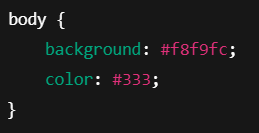 body {
    background: #f8f9fc;
    color: #333;
}